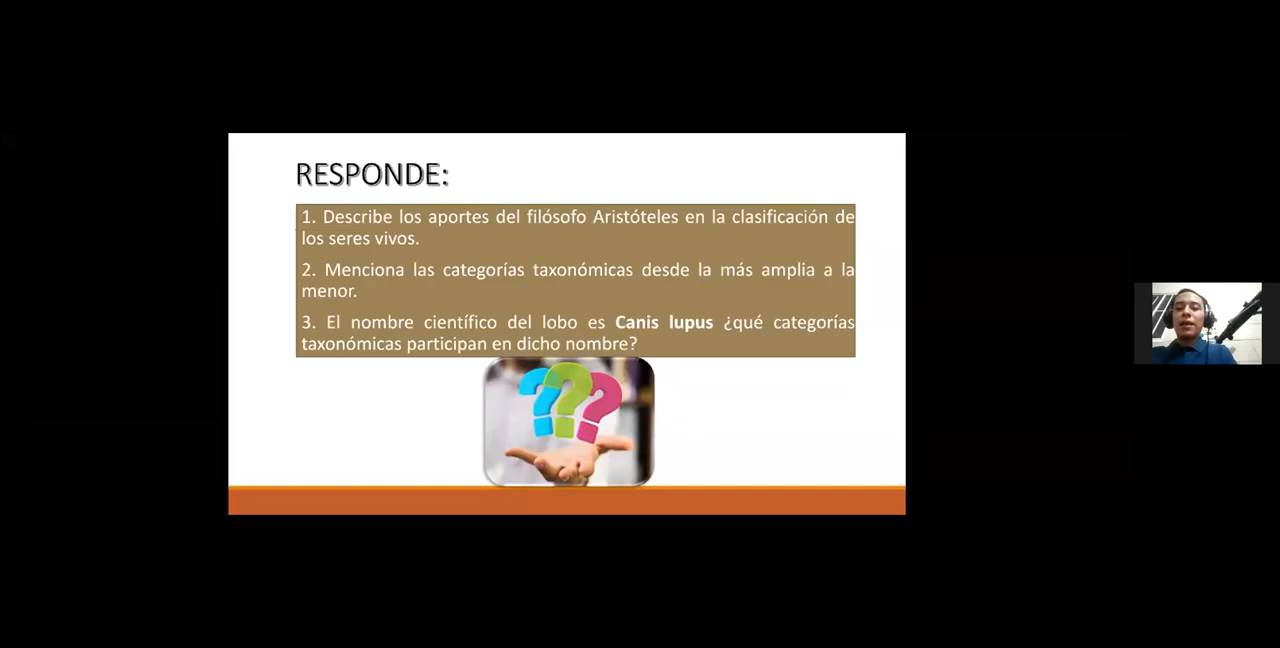 RESPONDE:
1. Describe los aportes del filósofo Aristóteles en la clasificación de
los seres vivos.
2. Menciona las categorías taxonómicas desde la más amplia a la
menor.
3. El nombre científico del lobo es Canis lupus ¿qué categorías
taxonómicas participan en dicho nombre?
???